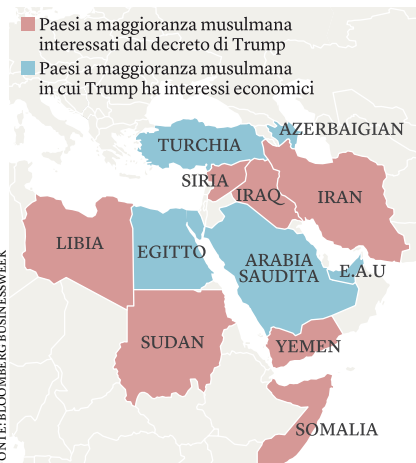 Paesi a maggioranza musulmana
interessati dal decreto di Trump
Paesi a maggioranza musulmana
in cui Trump ha interessi economici
AZERBAIGIAN
TURCHIA
SIRIA
IRAQ
IRAN
LIBIA
EGITTO
ARABIA
SAUDITA
E.A.U
SUDAN
YEMEN
SOMALIA
ONTE: BLOOMBERG BUSINESSWEEK